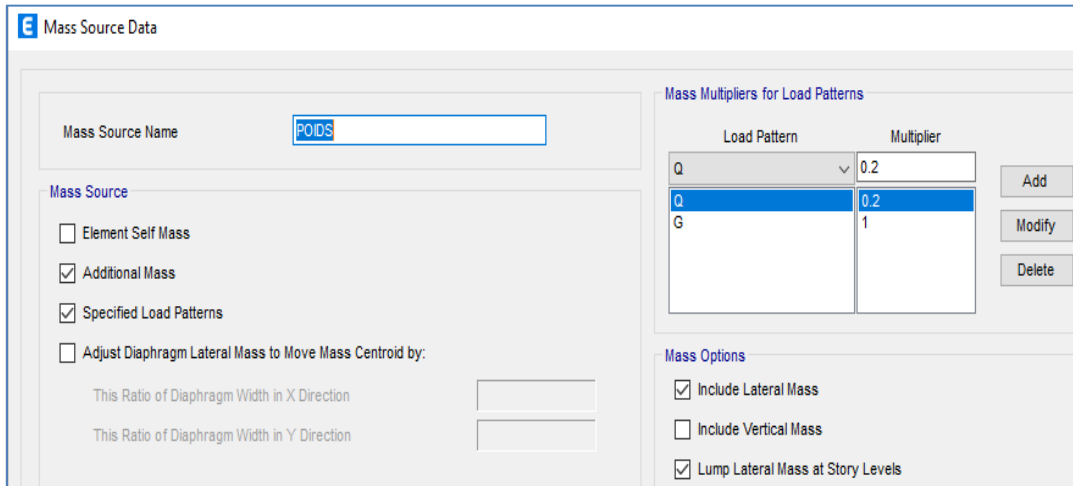 E Mass Source Data
Mass Source Name POIDS
Mass Source
Element Self Mass
Additional Mass
Specified Load Patterns
Adjust Diaphragm Lateral Mass to Move Mass Centroid by:
This Ratio of Diaphragm Width in X Direction
This Ratio of Diaphragm Width in Y Direction
Mass Multipliers for Load Patterns
Load Pattern Multiplier
Q 0.2
Q 0.2
G 1
Add
Modify
Delete
Mass Options
Include Lateral Mass
Include Vertical Mass
Lump Lateral Mass at Story Levels